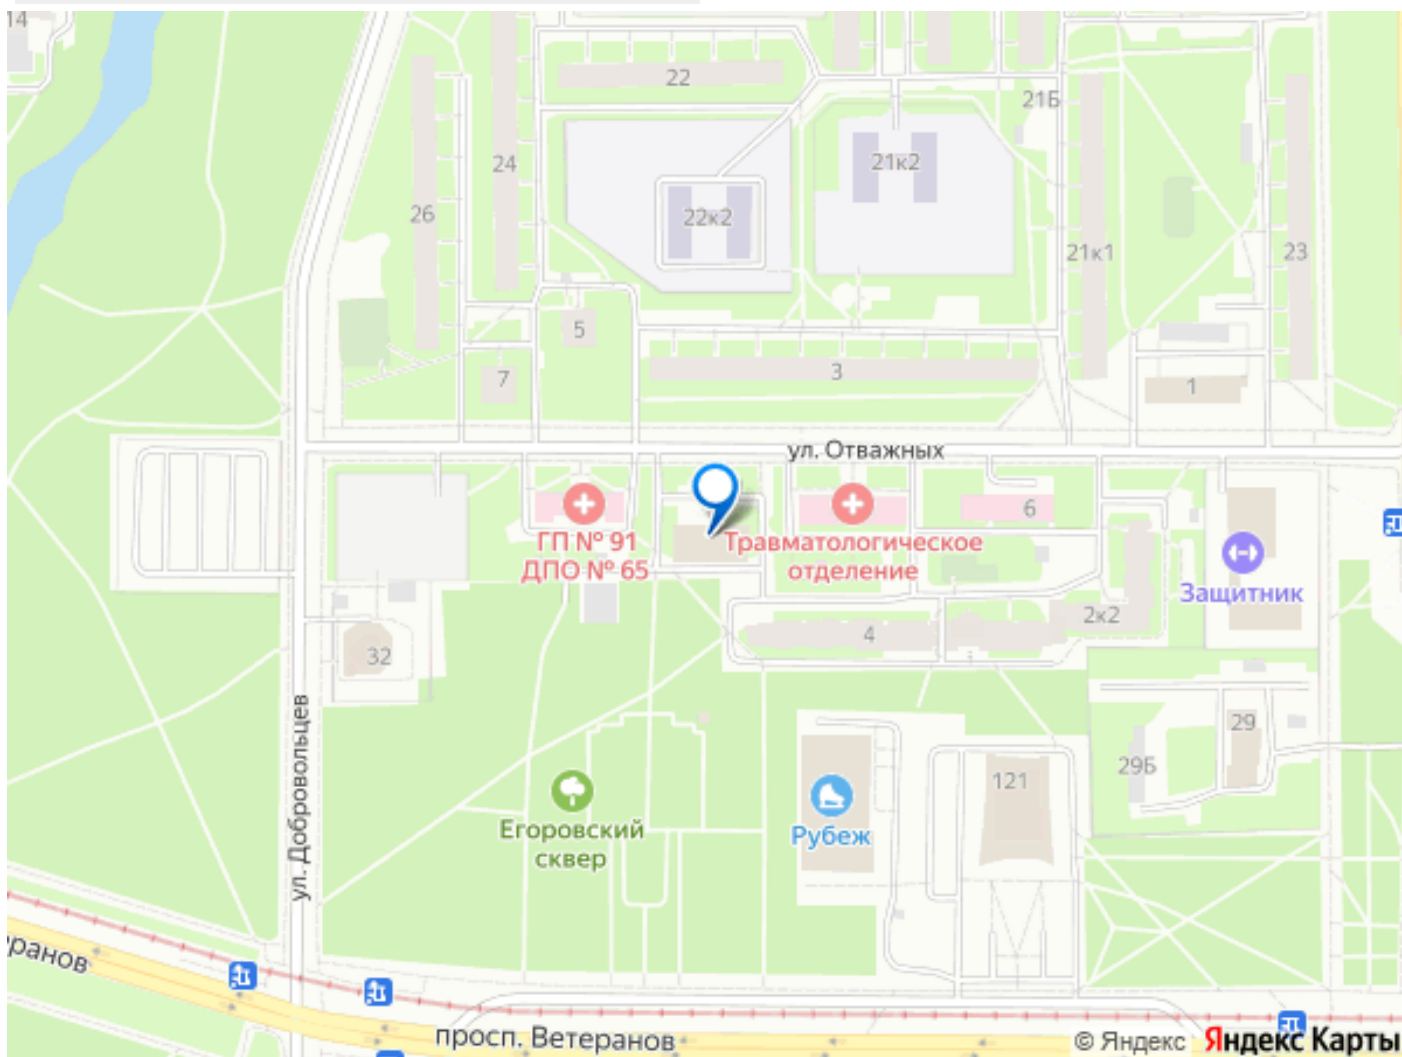 14
22
21Б
24
21к2
26
22к2
21к1
23
5
7
3
1
ул. Отважных
ГП № 91
ДПО № 65
Травматологическое
отделение
6
Защитник
2к2
4
32
ул. Добровольцев
29
29Б
121
Егоровский
сквер
Рубеж
ранов
просп. Ветеранов
© Яндекс Яндекс Карты